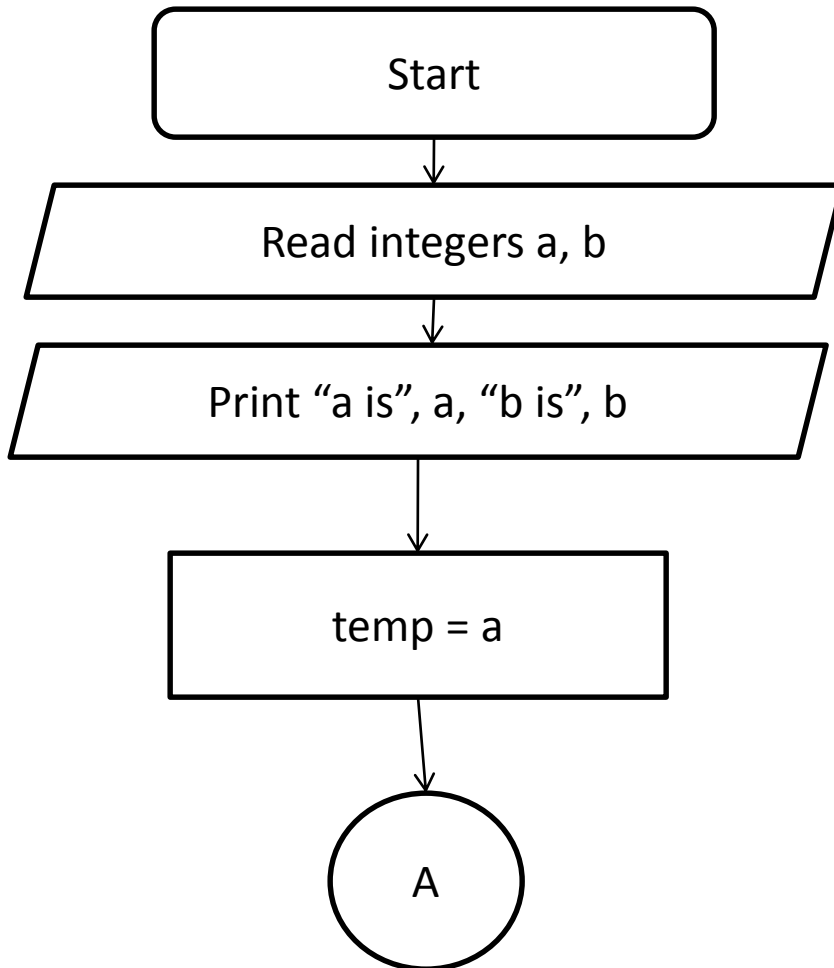 Start
Read integers a, b
Print “a is”, a, “b is”, b
temp = a
A